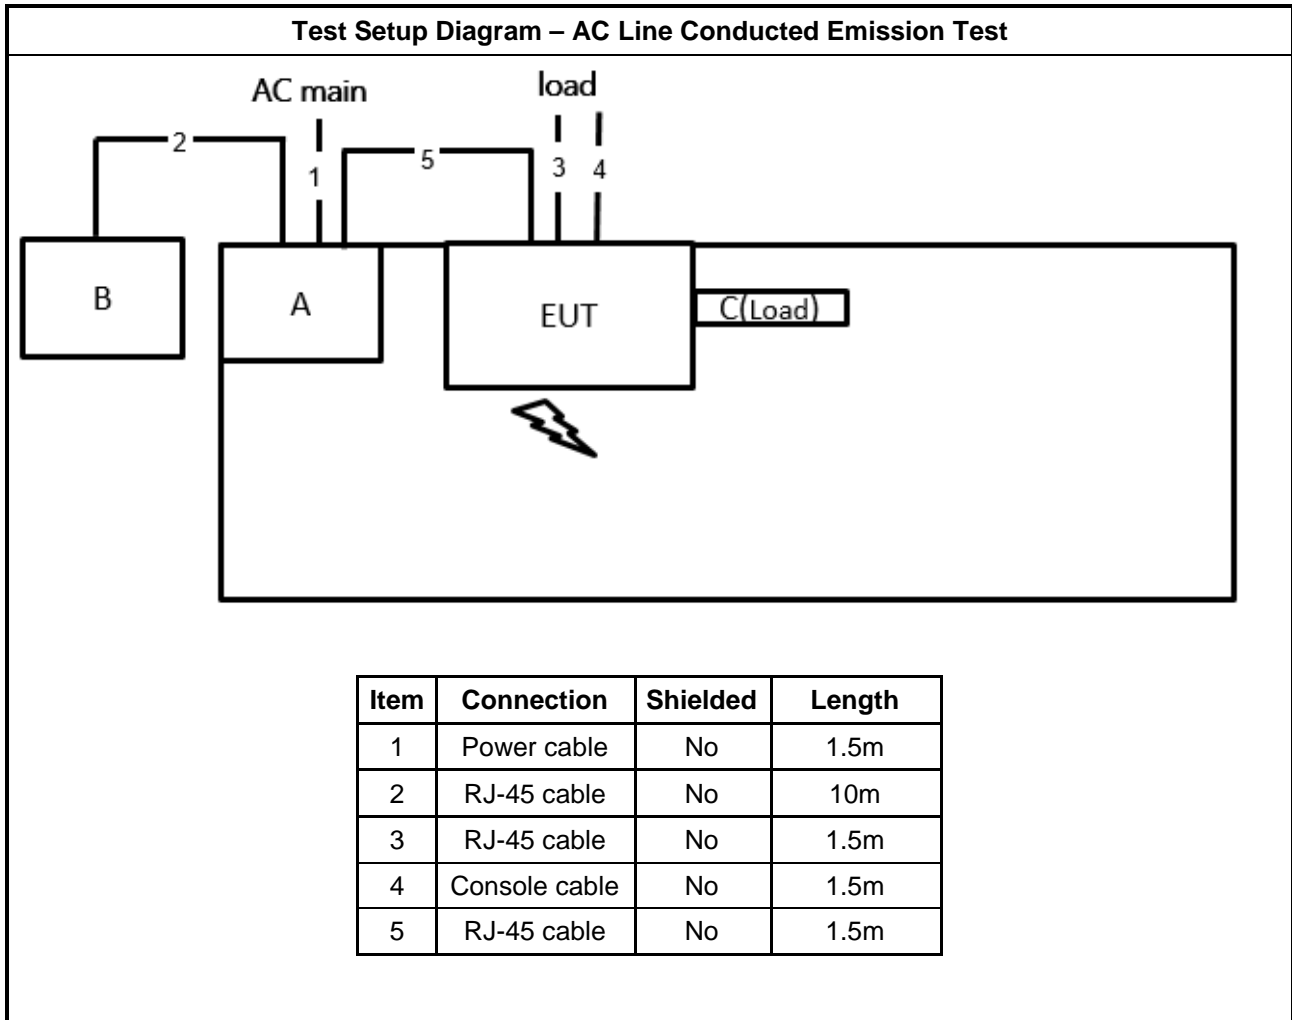 Test Setup Diagram – AC Line Conducted Emission Test
AC main
load
2
1
5
3
4
B
A
EUT
C(Load)
Item Connection Shielded Length
1 Power cable No 1.5m
2 RJ-45 cable No 10m
3 RJ-45 cable No 1.5m
4 Console cable No 1.5m
5 RJ-45 cable No 1.5m